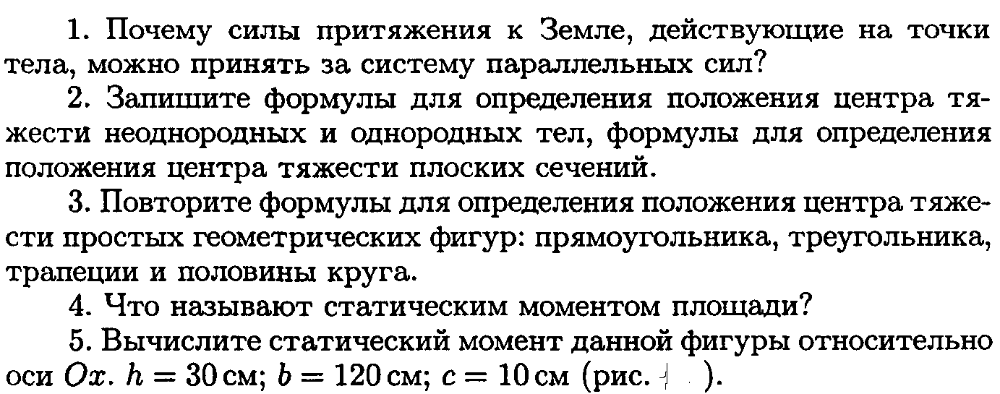 1. Почему силы притяжения к Земле, действующие на точки
тела, можно принять за систему параллельных сил?
2. Запишите формулы для определения положения центра тя-
жести неоднородных и однородных тел, формулы для определения
положения центра тяжести плоских сечений.
3. Повторите формулы для определения положения центра тяже-
сти простых геометрических фигур: прямоугольника, треугольника,
трапеции и половины круга.
4. Что называют статическим моментом площади?
5. Вычислите статический момент данной фигуры относительно
оси Ox. h = 30 см; b = 120 см; c = 10 см (рис. ).